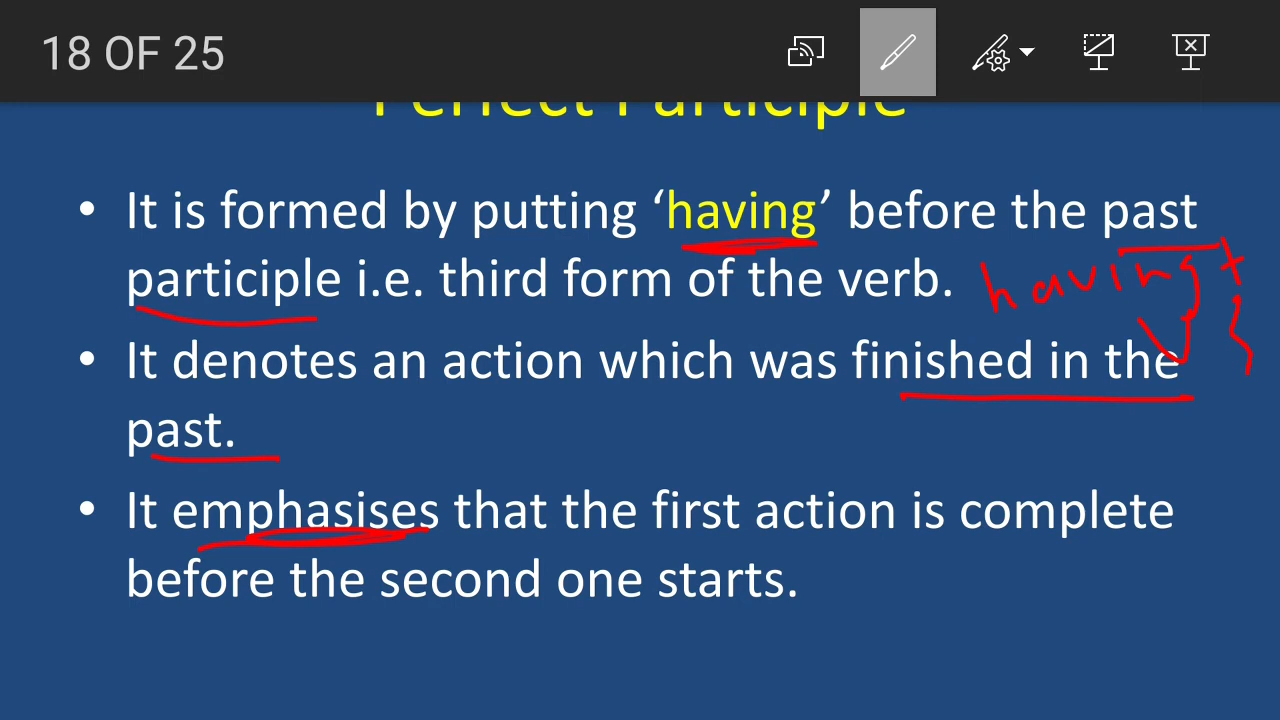 18 OF 25
Perfect Participle
• It is formed by putting ‘having’ before the past
participle i.e. third form of the verb.
having +
V3
• It denotes an action which was finished in the
past.
• It emphasises that the first action is complete
before the second one starts.